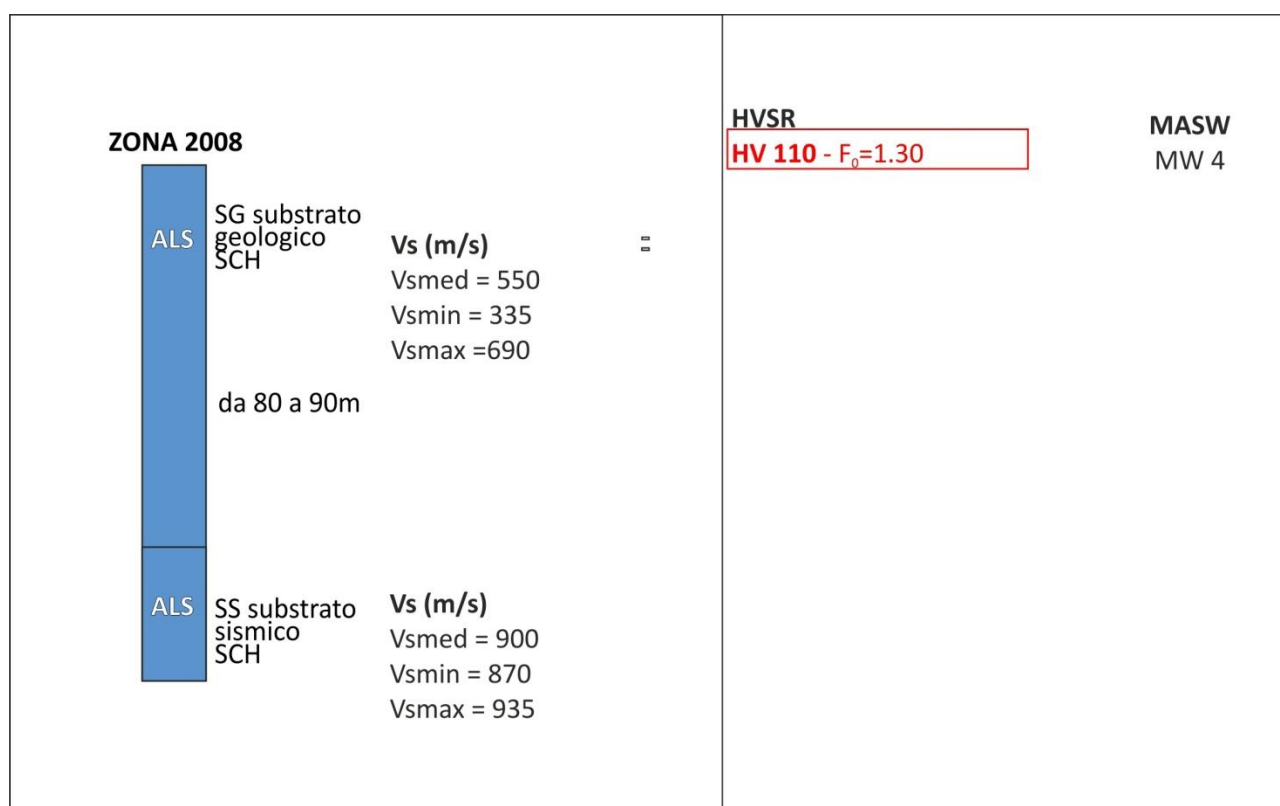 ZONA 2008
ALS
SG substrato
geologico
SCH
Vs (m/s)
Vsmed = 550
Vsmin = 335
Vsmax =690
da 80 a 90m
ALS
SS substrato
sismico
SCH
Vs (m/s)
Vsmed = 900
Vsmin = 870
Vsmax = 935
HVSR
HV 110 - F₀=1.30
MASW
MW 4